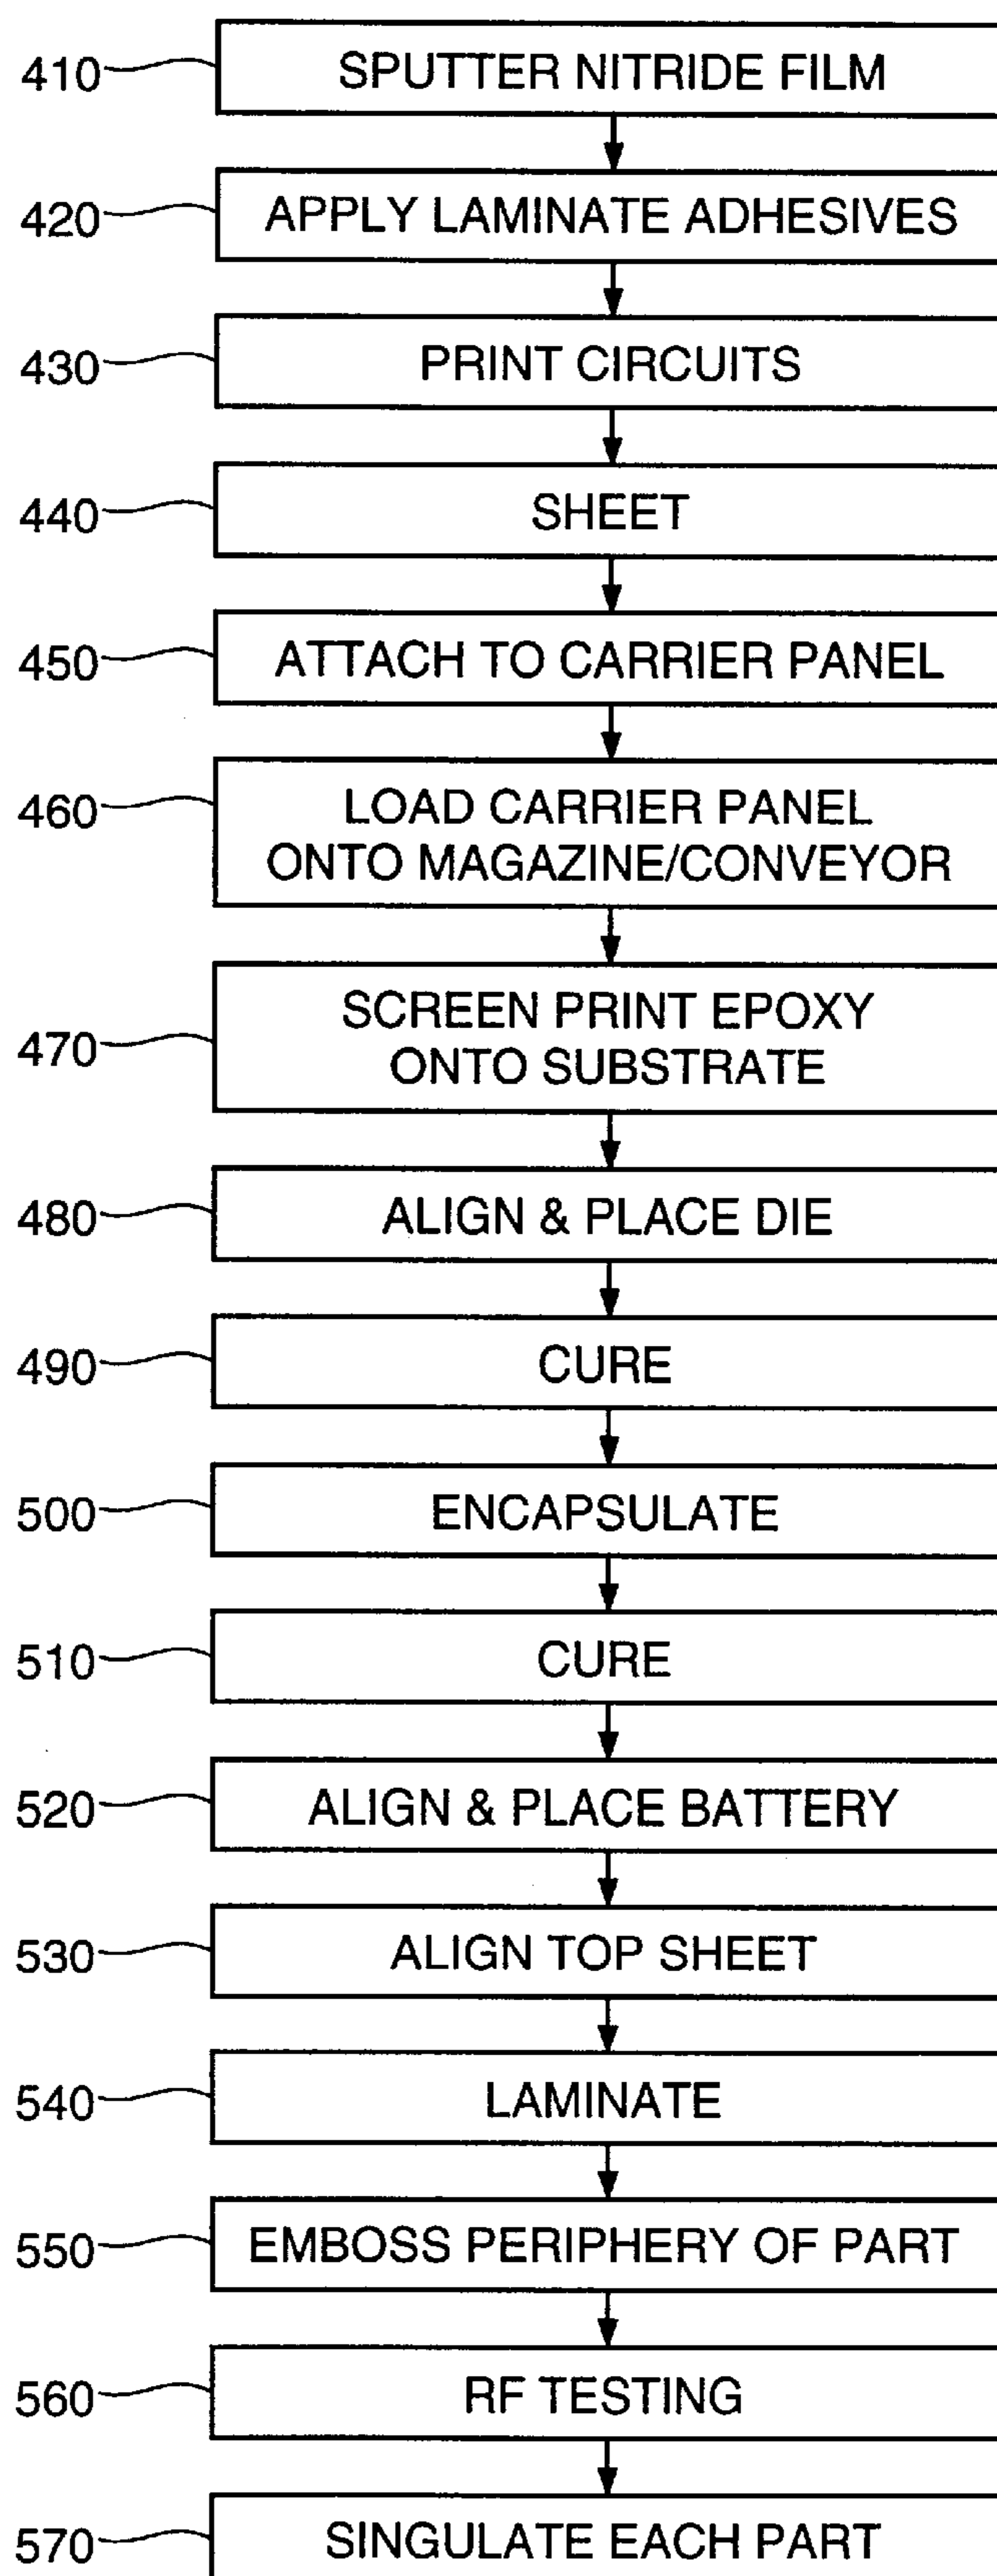 410 SPUTTER NITRIDE FILM
420 APPLY LAMINATE ADHESIVES
430 PRINT CIRCUITS
440 SHEET
450 ATTACH TO CARRIER PANEL
460 LOAD CARRIER PANEL
ONTO MAGAZINE/CONVEYOR
470 SCREEN PRINT EPOXY
ONTO SUBSTRATE
480 ALIGN & PLACE DIE
490 CURE
500 ENCAPSULATE
510 CURE
520 ALIGN & PLACE BATTERY
530 ALIGN TOP SHEET
540 LAMINATE
550 EMBOSS PERIPHERY OF PART
560 RF TESTING
570 SINGULATE EACH PART